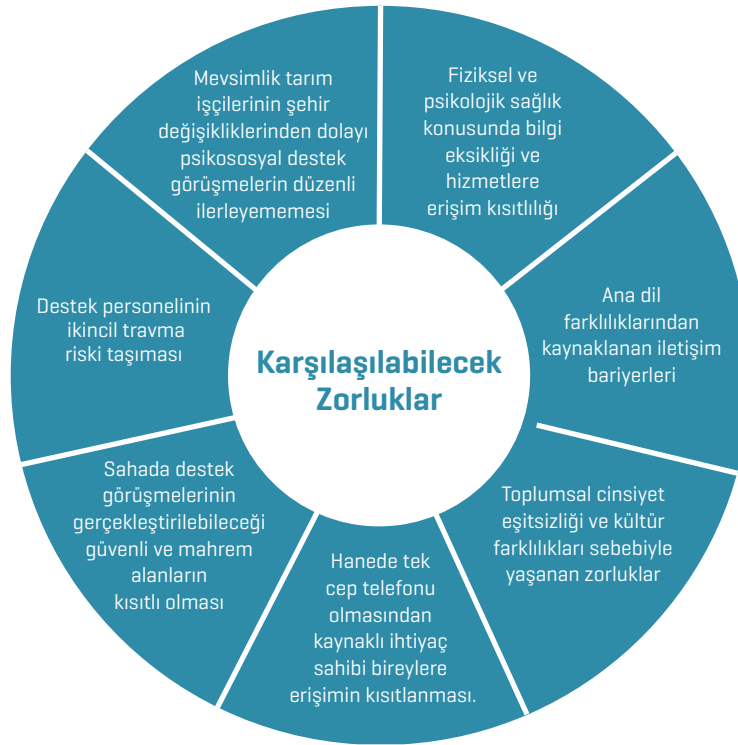 Karşılaşılabilecek
Zorluklar
Fiziksel ve
psikolojik sağlık
konusunda bilgi
eksikliği ve
hizmetlere
erişim kısıtlılığı
Ana dil
farklılıklarından
kaynaklanan iletişim
bariyerleri
Toplumsal cinsiyet
eşitsizliği ve kültür
farklılıkları sebebiyle
yaşanan zorluklar
Hanede tek
cep telefonu
olmasından
kaynaklı ihtiyaç
sahibi bireylere
erişimin kısıtlanması.
Sahada destek
görüşmelerinin
gerçekleştirilebileceği
güvenli ve mahrem
alanların
kısıtlı olması
Destek personelinin
ikincil travma
riski taşıması
Mevsimlik tarım
işçilerinin şehir
değişikliklerinden dolayı
psikososyal destek
görüşmelerin düzenli
ilerleyememesi